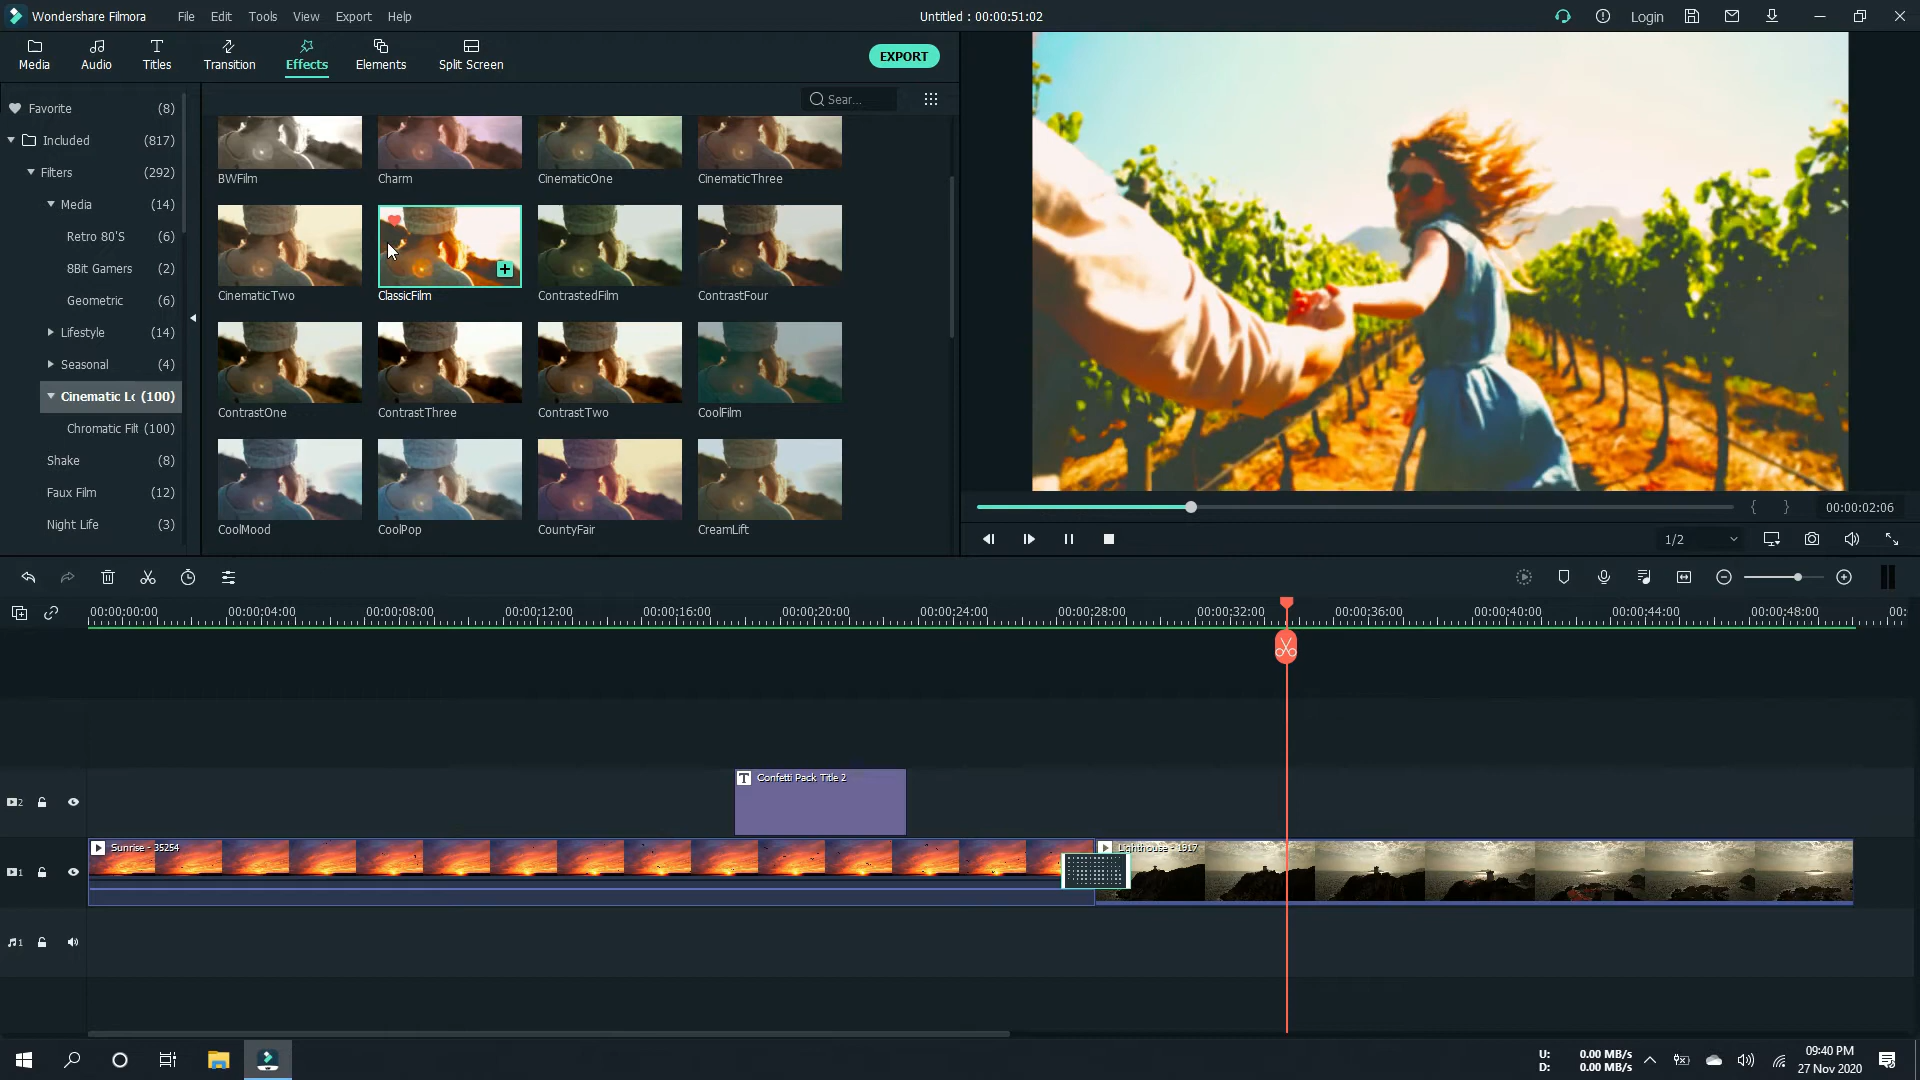 Wondershare Filmora
File Edit Tools View Export Help
Untitled : 00:00:51:02
Login
Media Audio Titles Transition Effects Elements Split Screen
EXPORT
Sear...
Favorite (8)
Included (817)
Filters (292)
Media (14)
Retro 80'S (6)
8Bit Gamers (2)
Geometric (6)
Lifestyle (14)
Seasonal (4)
Cinematic Lo (100)
Chromatic Filt (100)
Shake (8)
Faux Film (12)
Night Life (3)
BWFilm Charm CinematicOne CinematicThree
CinematicTwo ClassicFilm ContrastedFilm ContrastFour
ContrastOne ContrastThree ContrastTwo CoolFilm
CoolMood CoolPop CountyFair CreamLift
{ } 00:00:02:06
1/2
00:00:00:00 00:00:04:00 00:00:08:00 00:00:12:00 00:00:16:00 00:00:20:00 00:00:24:00 00:00:28:00 00:00:32:00 00:00:36:00 00:00:40:00 00:00:44:00 00:00:48:00 00:
T Confetti Pack Title 2
2
Sunrise - 35254
Lighthouse - 1917
1
1
U: 0.00 MB/s
D: 0.00 MB/s
09:40 PM
27 Nov 2020